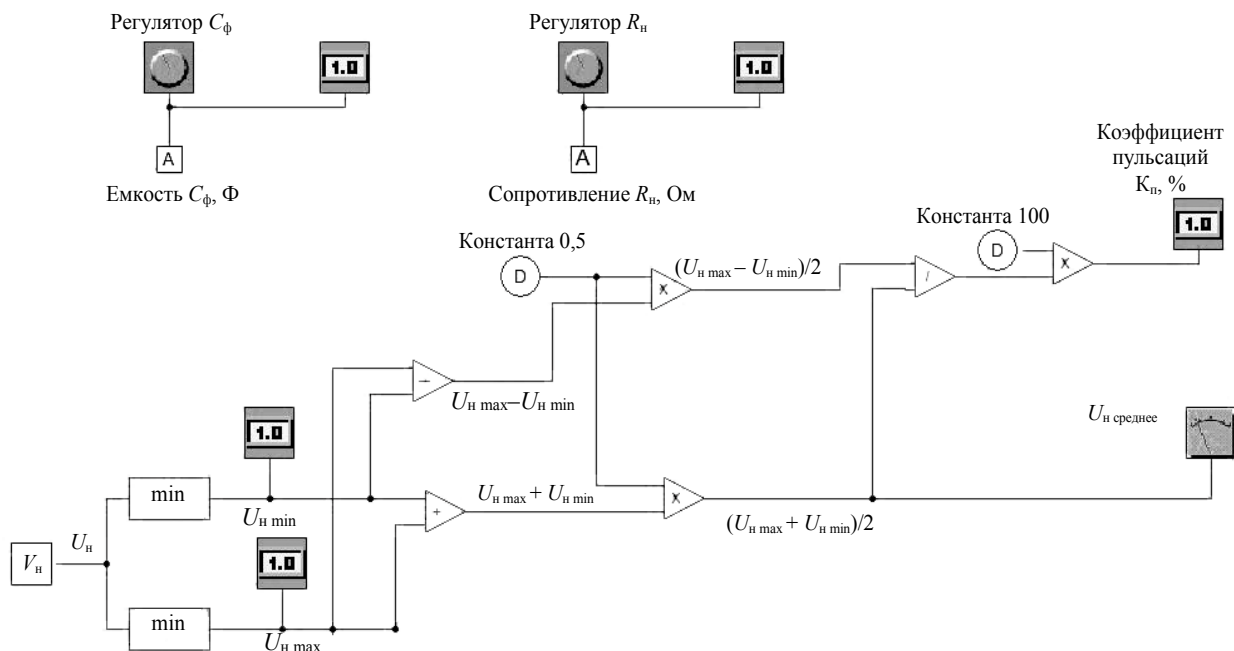 Регулятор Cф
Регулятор Rн
1.0
1.0
A
A
Емкость Cф, Ф
Сопротивление Rн, Ом
Коэффициент
пульсаций
Kп, %
1.0
Константа 0,5
Константа 100
D
D
×
(Uн max – Uн min)/2
/
×
–
Uн max–Uн min
1.0
Uн среднее
min
Uн min
+
Uн max + Uн min
×
(Uн max + Uн min)/2
Vн
Uн
1.0
min
Uн max